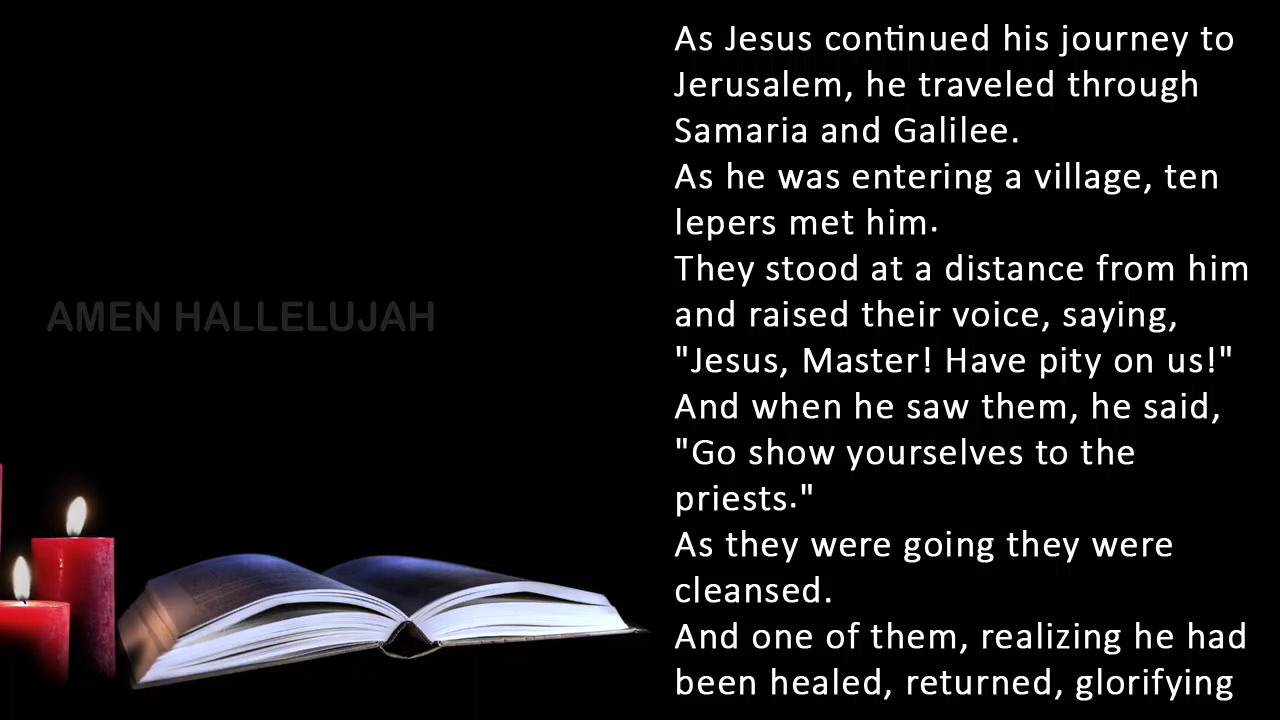 As Jesus continued his journey to
Jerusalem, he traveled through
Samaria and Galilee.
As he was entering a village, ten
lepers met him.
They stood at a distance from him
and raised their voice, saying,
"Jesus, Master! Have pity on us!"
And when he saw them, he said,
"Go show yourselves to the
priests."
As they were going they were
cleansed.
And one of them, realizing he had
been healed, returned, glorifying
AMEN HALLELUJAH